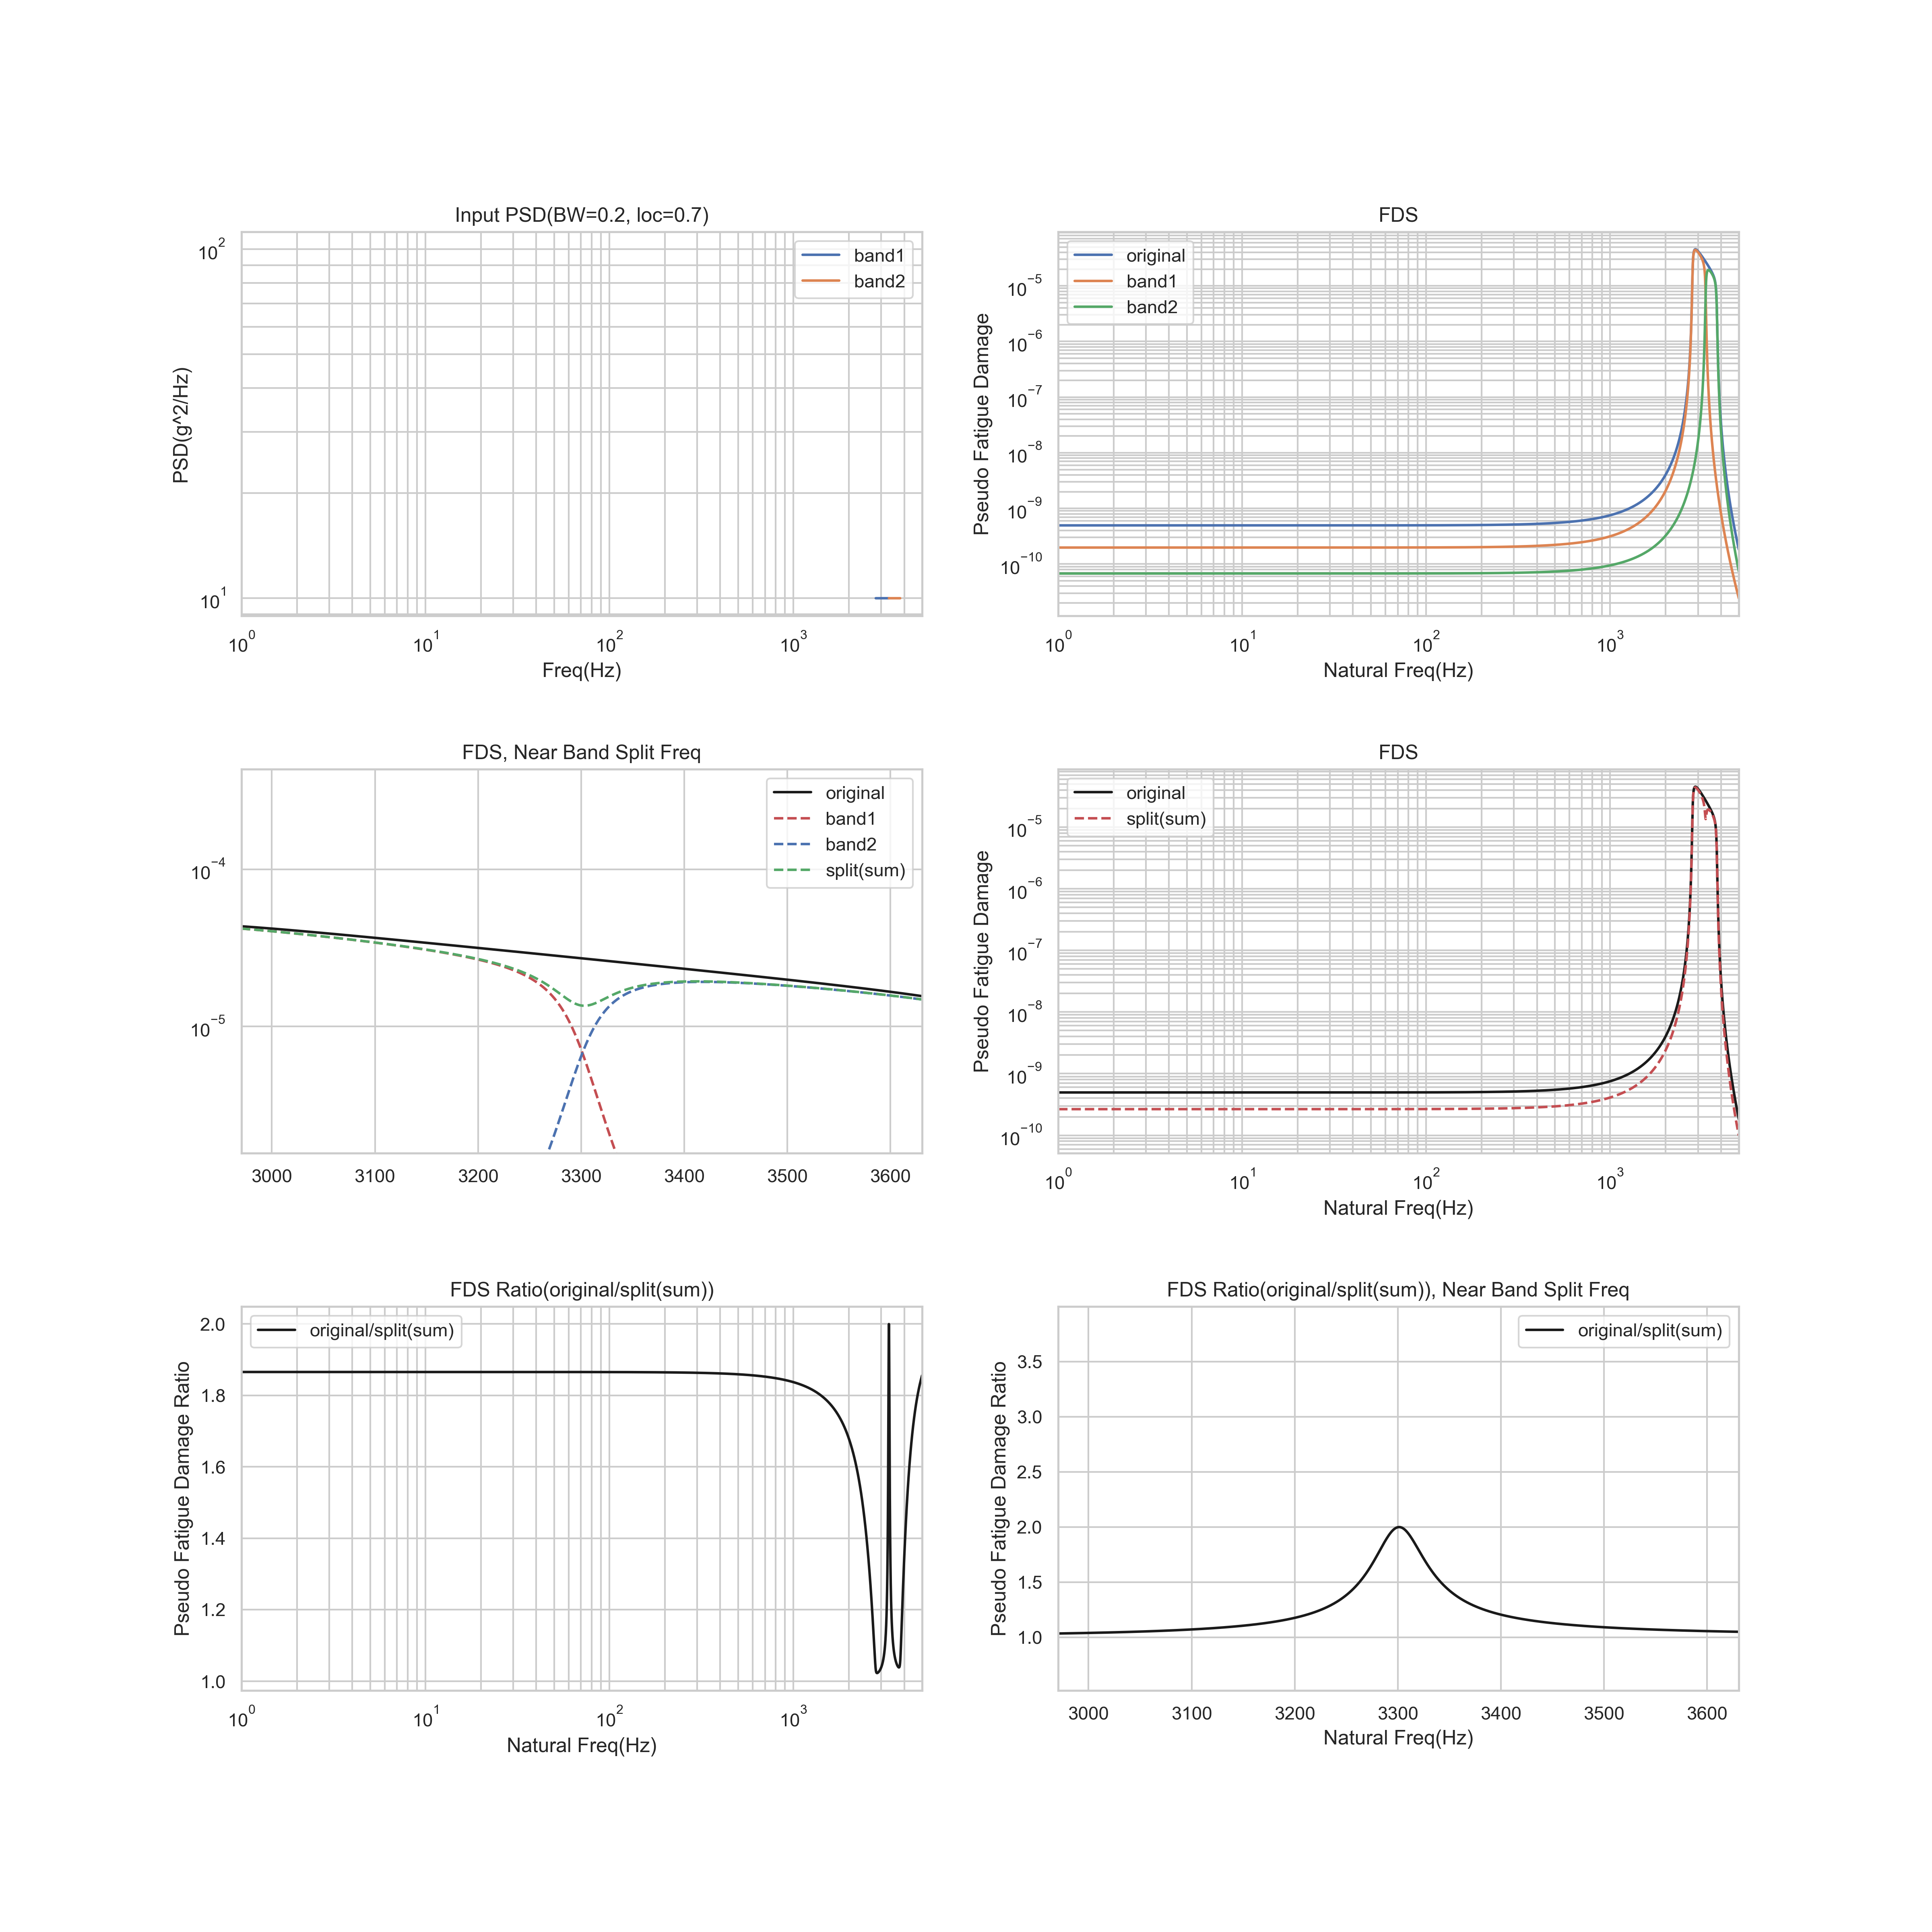 Input PSD(BW=0.2, loc=0.7)
band1
band2
PSD(g^2/Hz)
10^2
10^1
10^0 10^1 10^2 10^3
Freq(Hz)
FDS
original
band1
band2
Pseudo Fatigue Damage
10^−5
10^−6
10^−7
10^−8
10^−9
10^−10
10^0 10^1 10^2 10^3
Natural Freq(Hz)
FDS, Near Band Split Freq
original
band1
band2
split(sum)
10^−4
10^−5
3000 3100 3200 3300 3400 3500 3600
FDS
original
split(sum)
Pseudo Fatigue Damage
10^−5
10^−6
10^−7
10^−8
10^−9
10^−10
10^0 10^1 10^2 10^3
Natural Freq(Hz)
FDS Ratio(original/split(sum))
original/split(sum)
Pseudo Fatigue Damage Ratio
2.0
1.8
1.6
1.4
1.2
1.0
10^0 10^1 10^2 10^3
Natural Freq(Hz)
FDS Ratio(original/split(sum)), Near Band Split Freq
original/split(sum)
Pseudo Fatigue Damage Ratio
3.5
3.0
2.5
2.0
1.5
1.0
3000 3100 3200 3300 3400 3500 3600
Natural Freq(Hz)